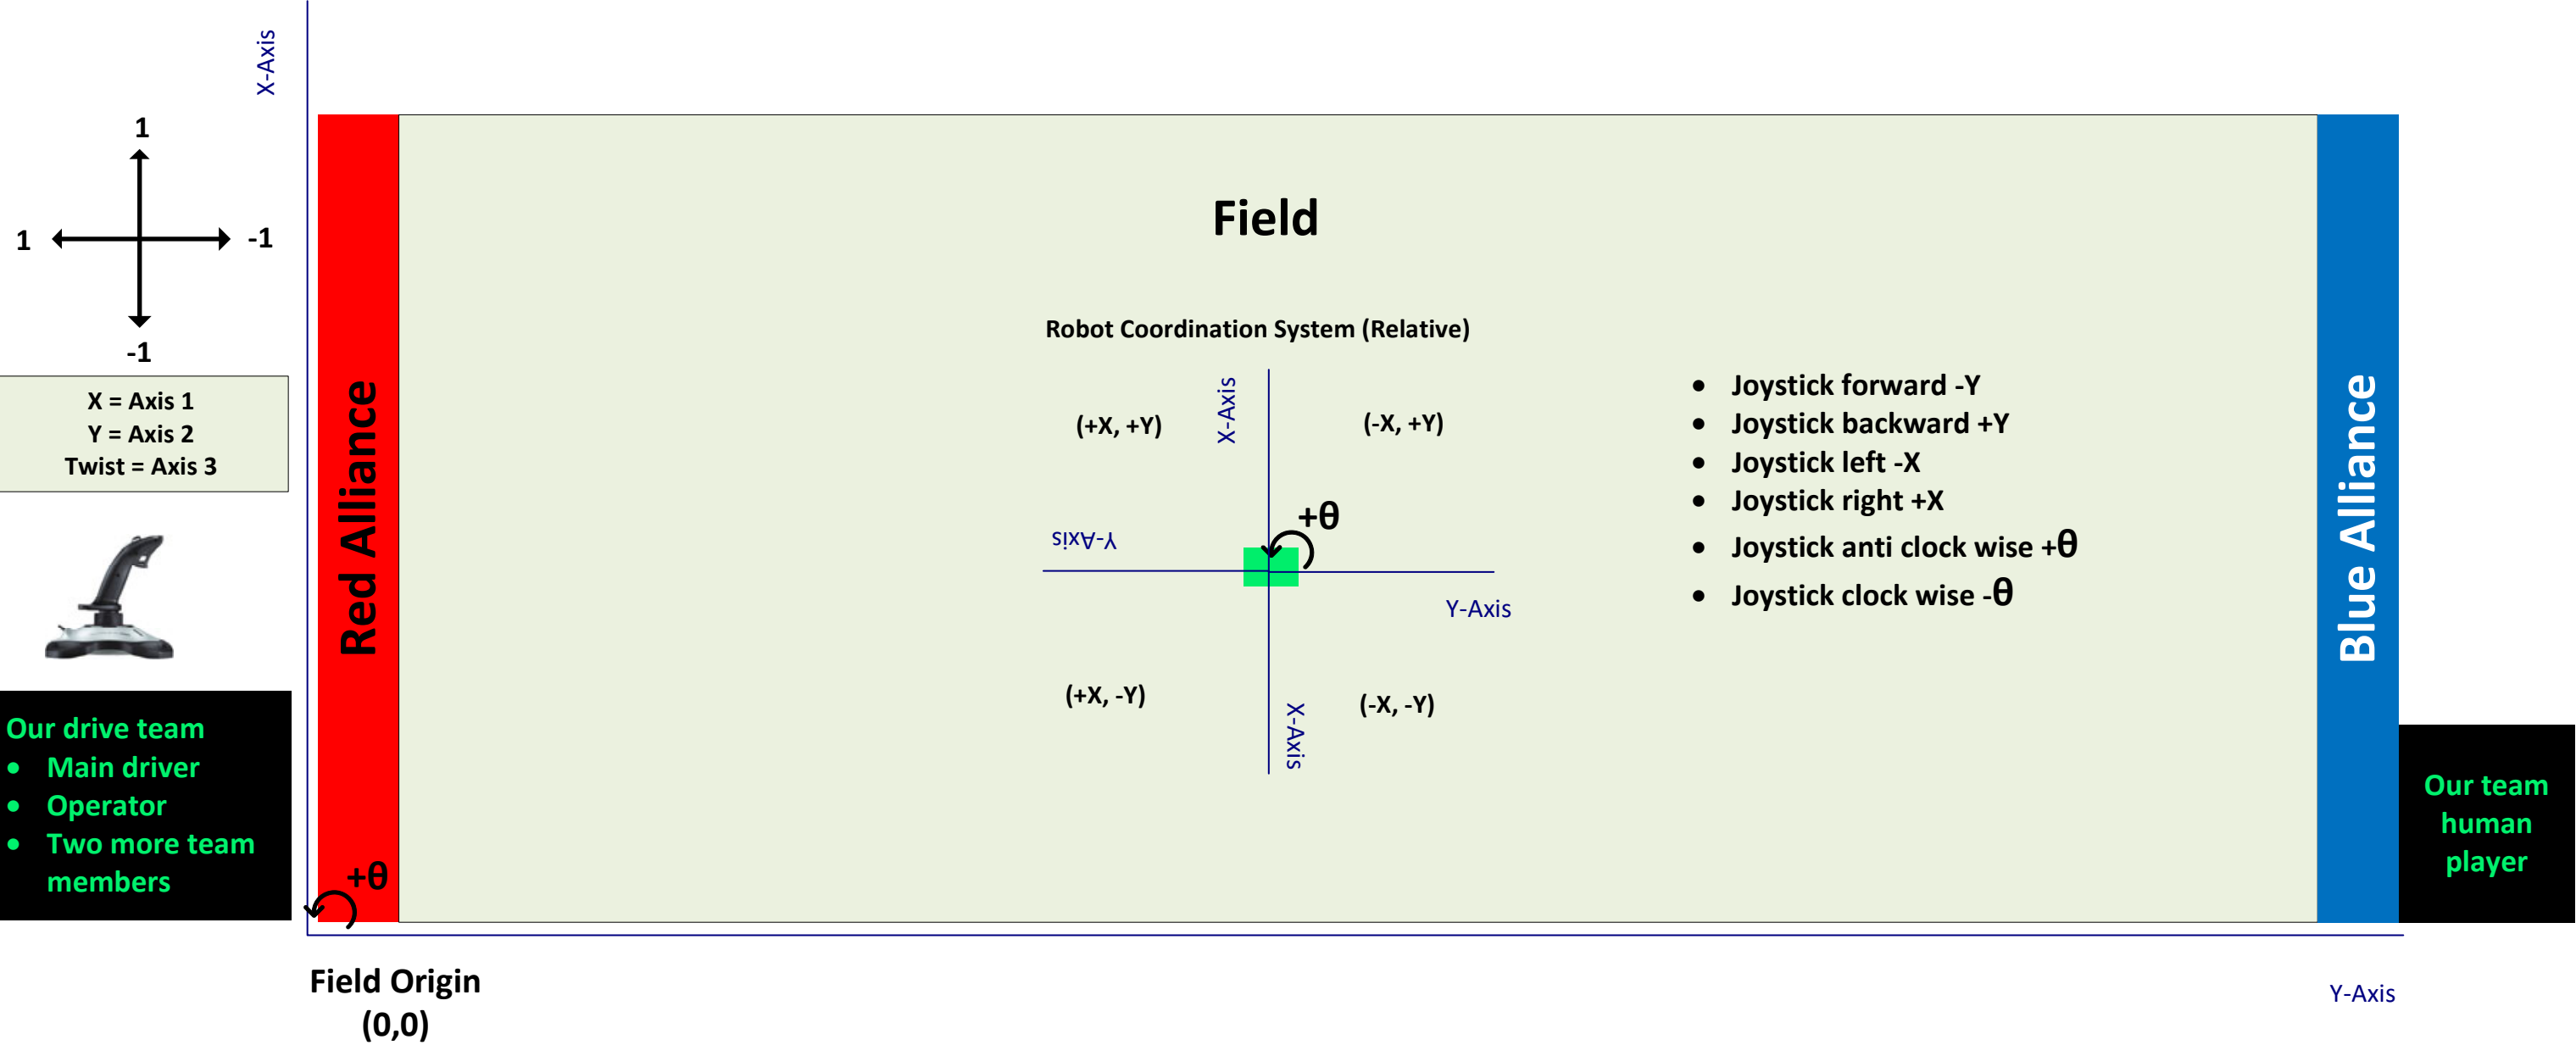 X-Axis
1
1
-1
-1
X = Axis 1
Y = Axis 2
Twist = Axis 3
Our drive team
• Main driver
• Operator
• Two more team
members
Red Alliance
+θ
Field Origin
(0,0)
Field
Robot Coordination System (Relative)
X-Axis
(+X, +Y)
(-X, +Y)
+θ
Y-Axis
Y-Axis
(+X, -Y)
X-Axis
(-X, -Y)
• Joystick forward -Y
• Joystick backward +Y
• Joystick left -X
• Joystick right +X
• Joystick anti clock wise +θ
• Joystick clock wise -θ
Blue Alliance
Our team
human
player
Y-Axis